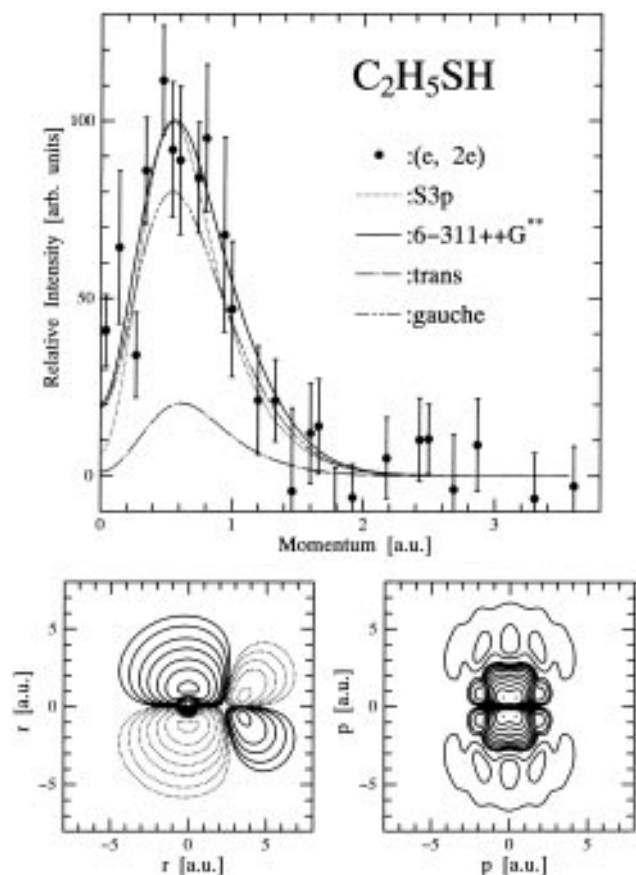 C₂H₅SH
:(e, 2e)
:S3p
:6-311++G**
:trans
:gauche
Relative Intensity [arb. units]
100
50
0
0 1 2 3
Momentum [a.u.]
r [a.u.]
5
0
-5
-5 0 5
r [a.u.]
p [a.u.]
5
0
-5
-5 0 5
p [a.u.]